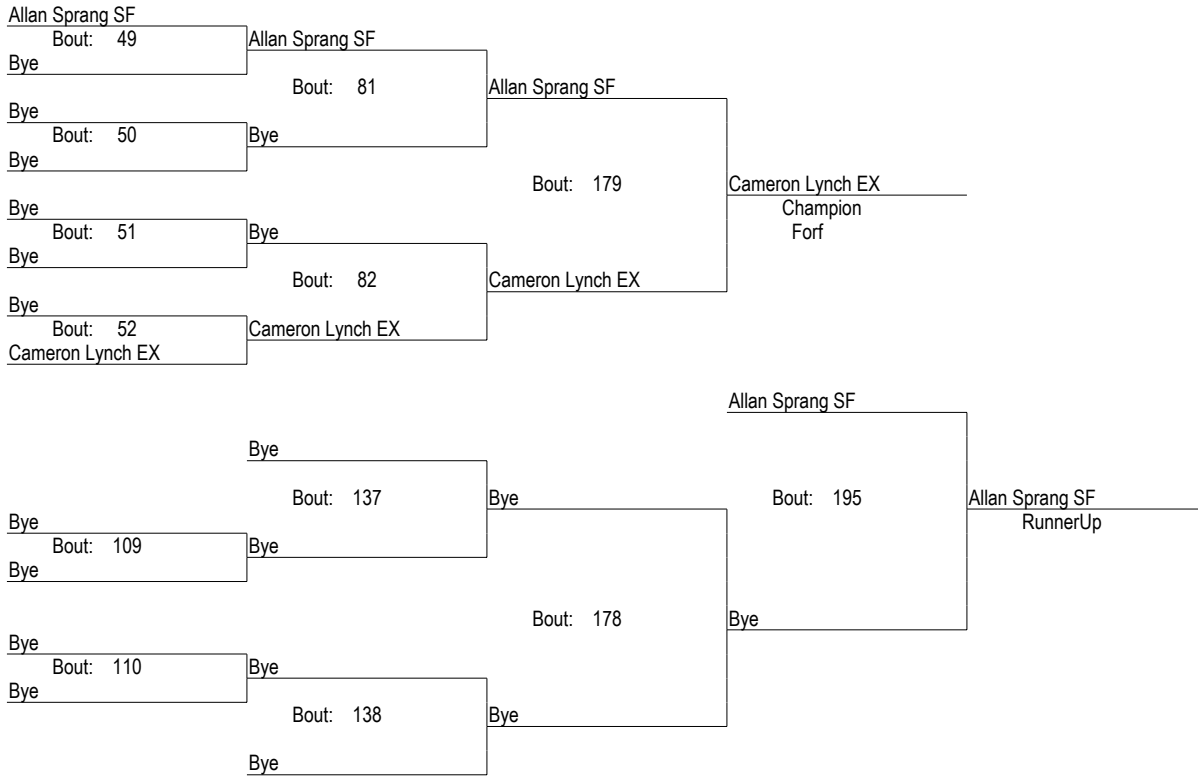 Allan Sprang SF
Bout: 49
Allan Sprang SF
Bye
Bout: 81
Allan Sprang SF
Bye
Bout: 50
Bye
Bye
Bout: 179
Cameron Lynch EX
Champion
Forf
Bye
Bout: 51
Bye
Bye
Bout: 82
Cameron Lynch EX
Bye
Bout: 52
Cameron Lynch EX
Cameron Lynch EX
Allan Sprang SF
Bye
Bout: 137
Bye
Bout: 195
Allan Sprang SF
RunnerUp
Bye
Bout: 109
Bye
Bye
Bout: 178
Bye
Bye
Bout: 110
Bye
Bye
Bout: 138
Bye
Bye